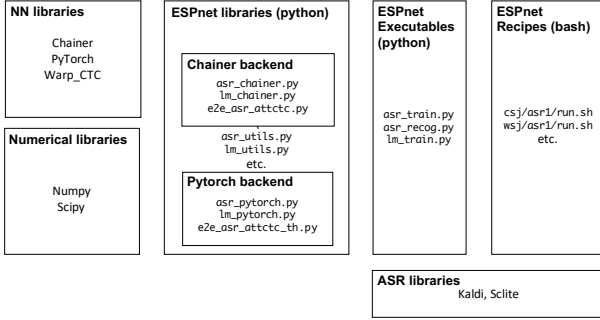 NN libraries
Chainer
PyTorch
Warp_CTC
Numerical libraries
Numpy
Scipy
ESPnet libraries (python)
Chainer backend
asr_chainer.py
lm_chainer.py
e2e_asr_attctc.py
asr_utils.py
lm_utils.py
etc.
Pytorch backend
asr_pytorch.py
lm_pytorch.py
e2e_asr_attctc_th.py
ESPnet
Executables
(python)
asr_train.py
asr_recog.py
lm_train.py
ESPnet
Recipes (bash)
csj/asr1/run.sh
wsj/asr1/run.sh
etc.
ASR libraries
Kaldi, Sclite